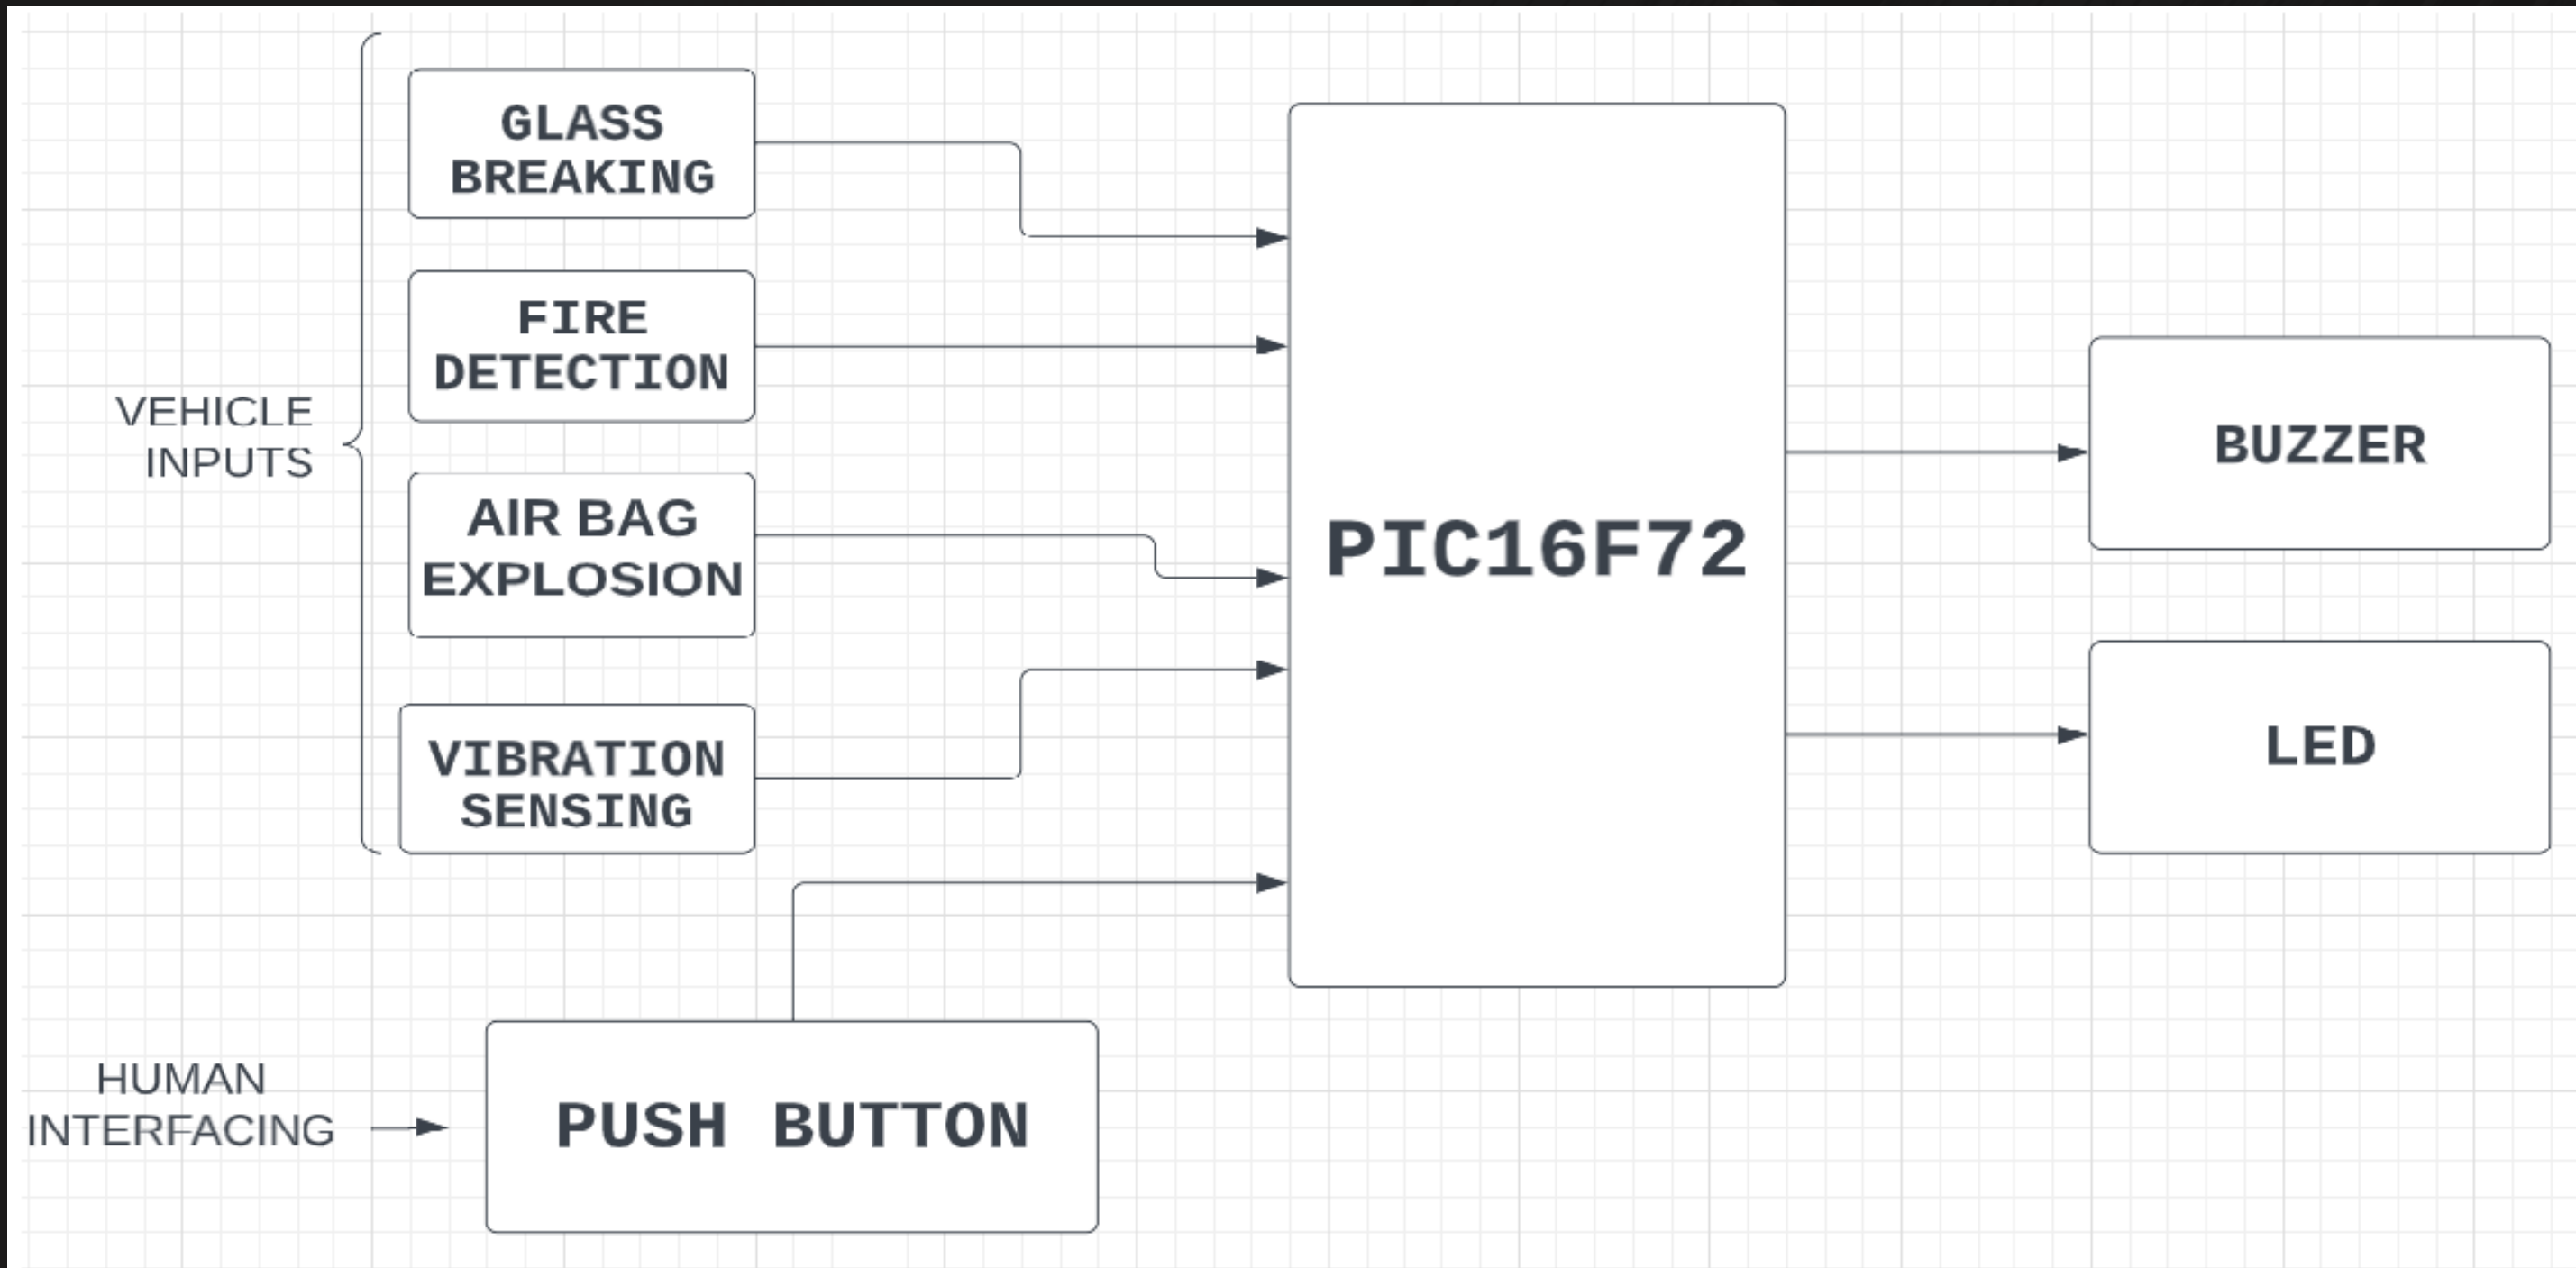 GLASS
BREAKING
FIRE
DETECTION
VEHICLE
INPUTS
AIR BAG
EXPLOSION
VIBRATION
SENSING
PIC16F72
BUZZER
LED
HUMAN
INTERFACING
PUSH BUTTON